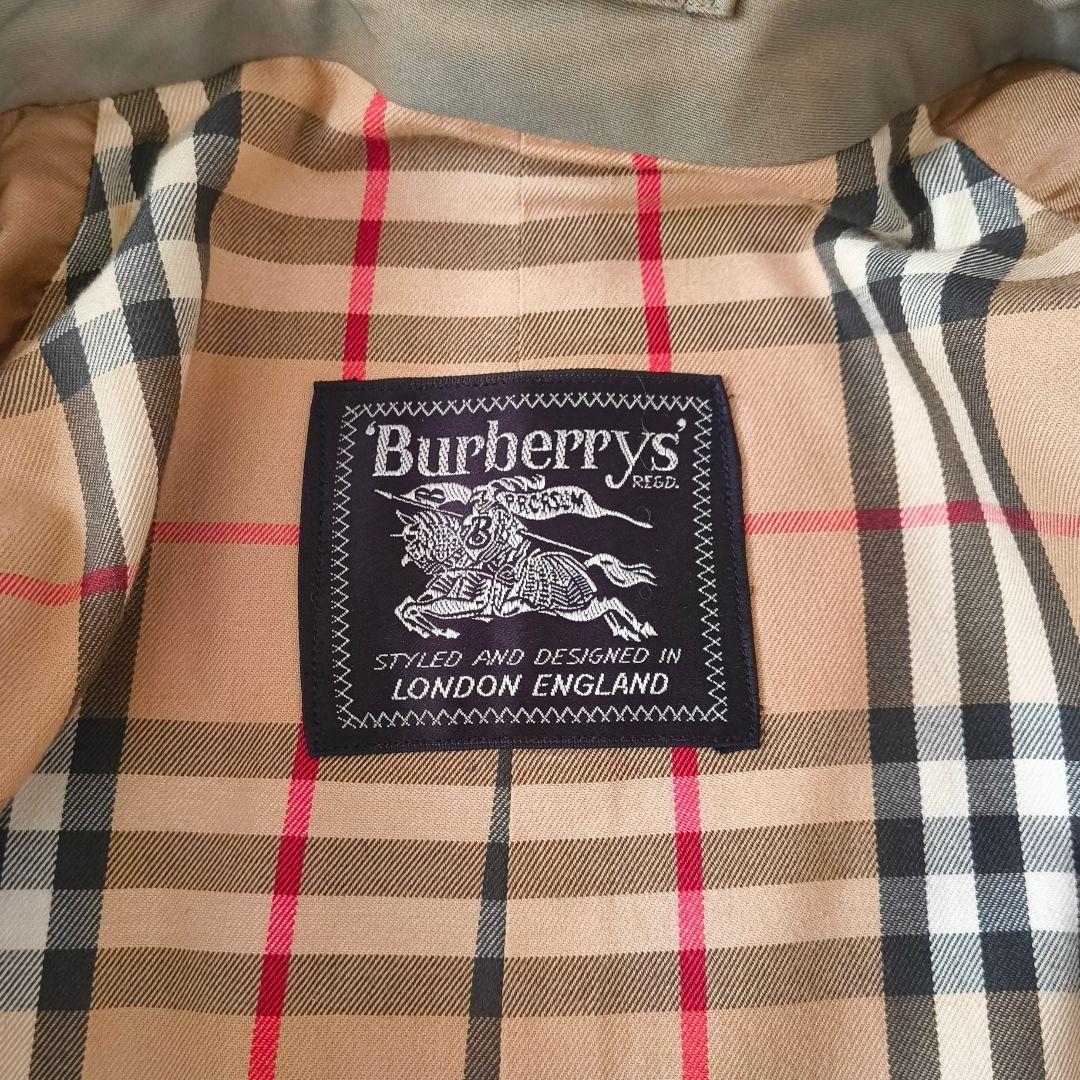 'Burberrys'
REGD.
B PRORSUM
B
STYLED AND DESIGNED IN
LONDON ENGLAND